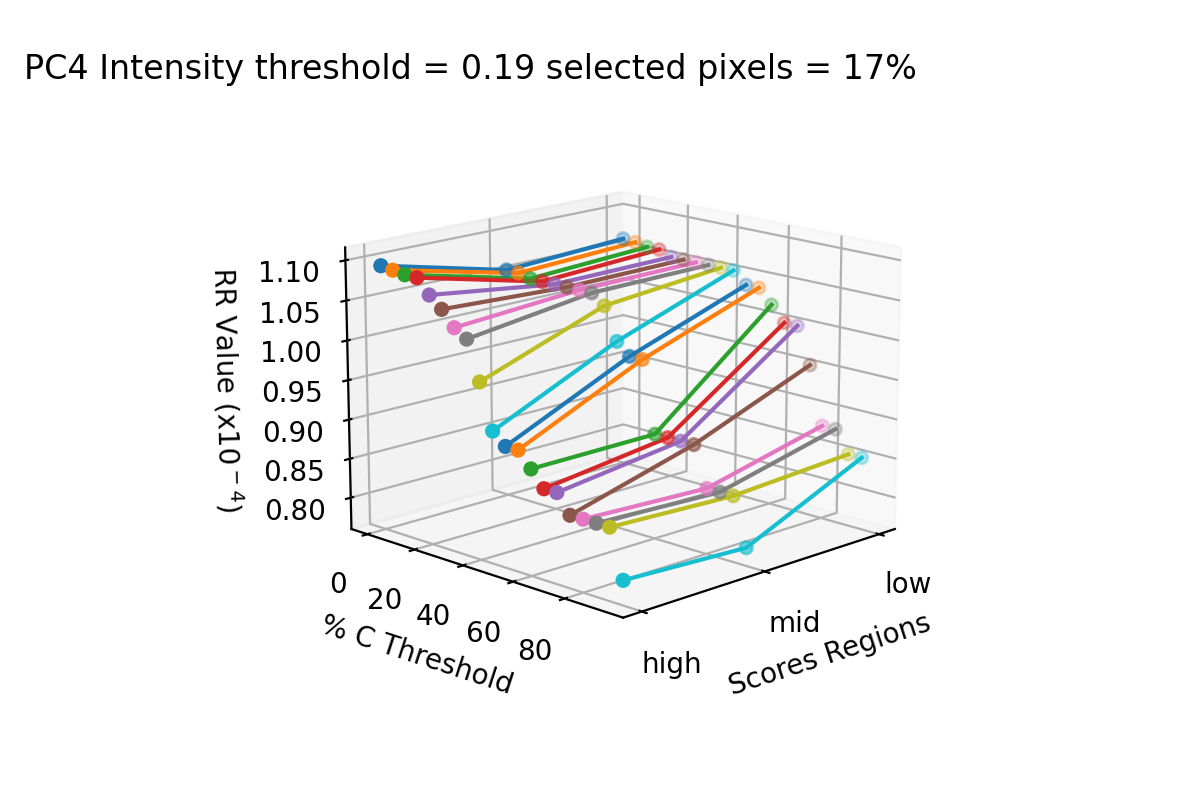 PC4 Intensity threshold = 0.19 selected pixels = 17%
1.10
1.05
1.00
0.95
0.90
0.85
0.80
RR Value (x10⁻⁴)
0
20
40
60
80
% C Threshold
high
mid
low
Scores Regions